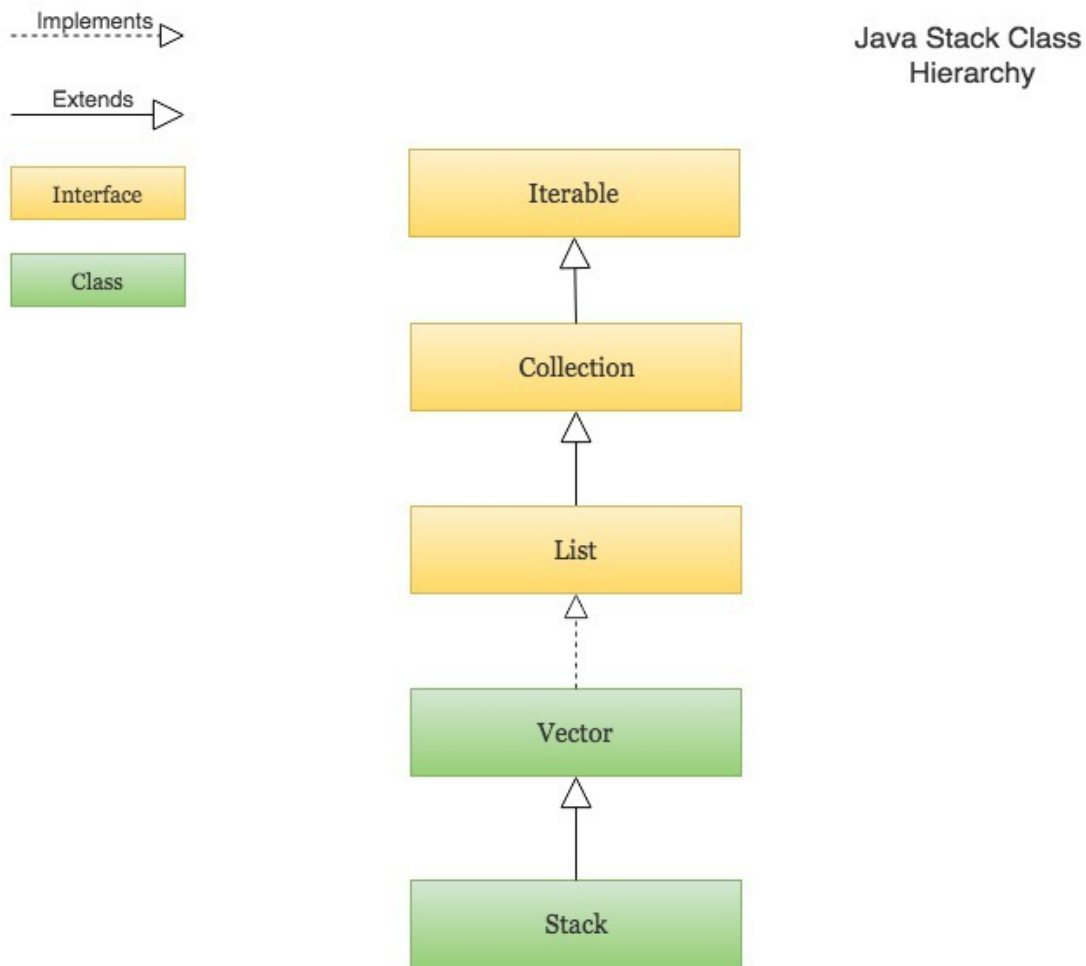 Implements
Java Stack Class
Hierarchy
Extends
Interface
Iterable
Class
Collection
List
Vector
Stack